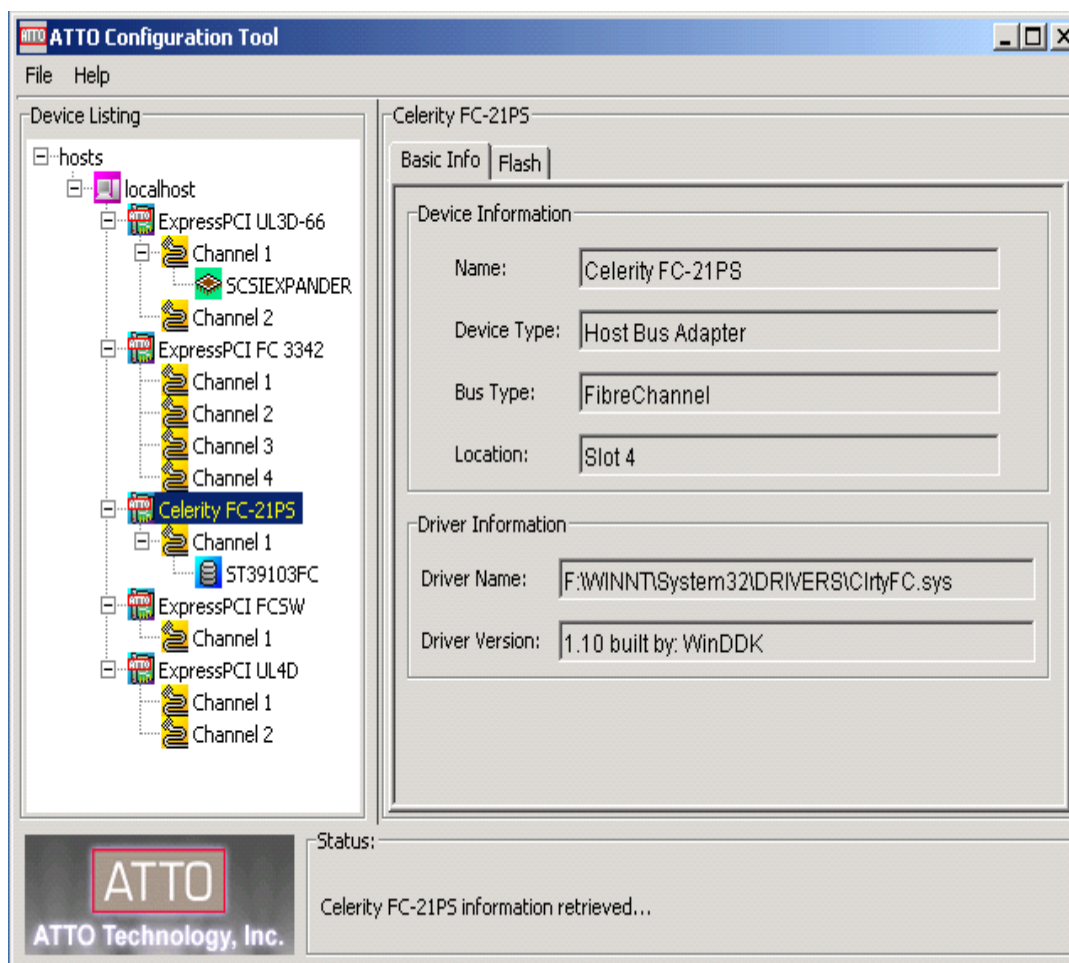 ATTO ATTO Configuration Tool
File Help
Device Listing
hosts
localhost
ExpressPCI UL3D-66
Channel 1
SCSIEXPANDER
Channel 2
ExpressPCI FC 3342
Channel 1
Channel 2
Channel 3
Channel 4
Celerity FC-21PS
Channel 1
ST39103FC
ExpressPCI FCSW
Channel 1
ExpressPCI UL4D
Channel 1
Channel 2
Celerity FC-21PS
Basic Info Flash
Device Information
Name: Celerity FC-21PS
Device Type: Host Bus Adapter
Bus Type: FibreChannel
Location: Slot 4
Driver Information
Driver Name: F:\WINNT\System32\DRIVERS\ClrtyFC.sys
Driver Version: 1.10 built by: WinDDK
ATTO
ATTO Technology, Inc.
Status:
Celerity FC-21PS information retrieved...